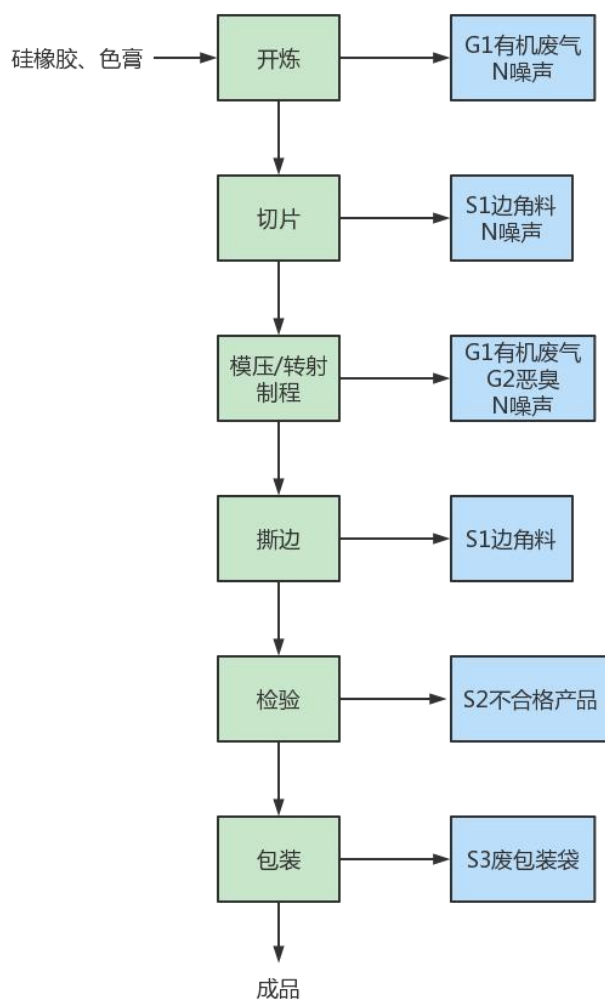 硅橡胶、色膏
开炼
G1有机废气
N噪声
切片
S1边角料
N噪声
模压/转射
制程
G1有机废气
G2恶臭
N噪声
撕边
S1边角料
检验
S2不合格产品
包装
S3废包装袋
成品